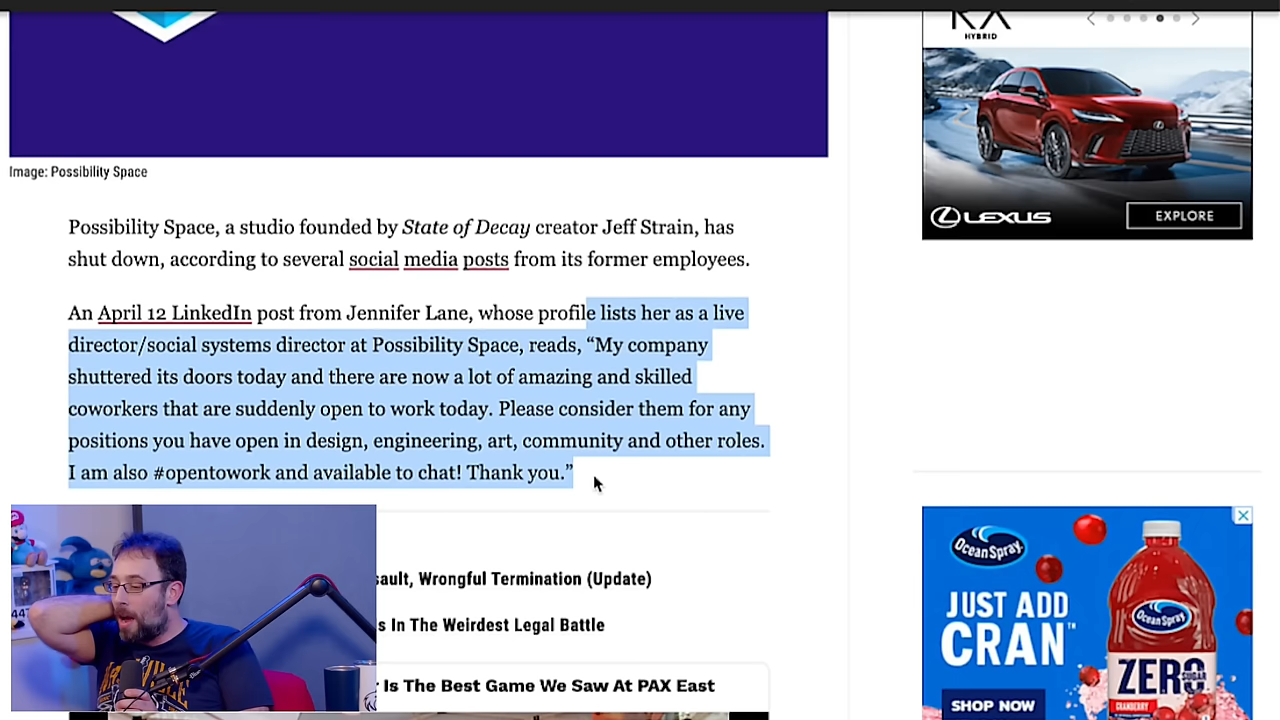 RX
HYBRID
LEXUS
EXPLORE
Image: Possibility Space
Possibility Space, a studio founded by State of Decay creator Jeff Strain, has
shut down, according to several social media posts from its former employees.
An April 12 LinkedIn post from Jennifer Lane, whose profile lists her as a live
director/social systems director at Possibility Space, reads, “My company
shuttered its doors today and there are now a lot of amazing and skilled
coworkers that are suddenly open to work today. Please consider them for any
positions you have open in design, engineering, art, community and other roles.
I am also #opentowork and available to chat! Thank you.”
sault, Wrongful Termination (Update)
s In The Weirdest Legal Battle
r Is The Best Game We Saw At PAX East
Ocean Spray
JUST ADD
CRAN™
SHOP NOW
Ocean Spray
ZERO
SUGAR
CRANBERRY